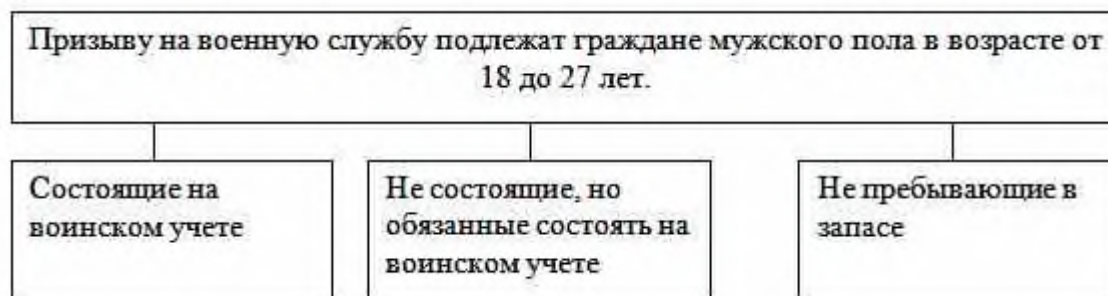 Призыву на военную службу подлежат граждане мужского пола в возрасте от
18 до 27 лет.
Состоящие на
воинском учете
Не состоящие, но
обязанные состоять на
воинском учете
Не пребывающие в
запасе